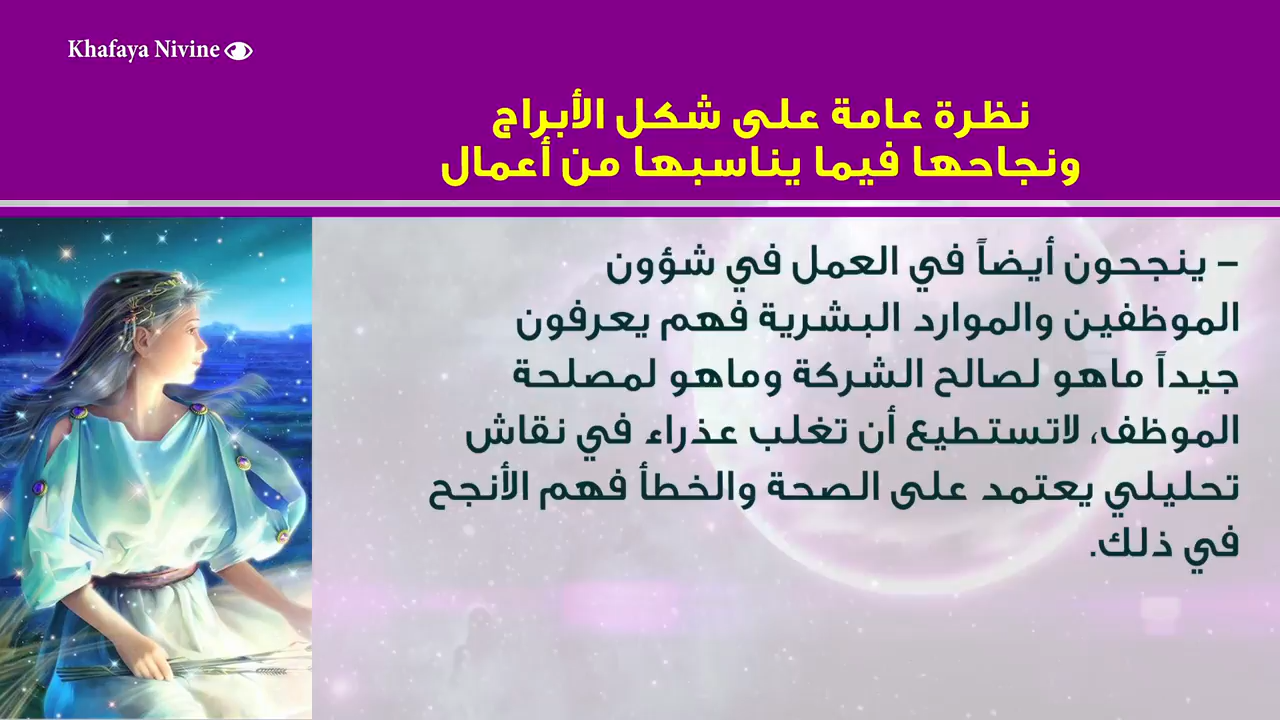 Khafaya Nivine
نظرة عامة على شكل الأبراج
ونجاحها فيما يناسبها من أعمال
– ينجحون أيضاً في العمل في شؤون
الموظفين والموارد البشرية فهم يعرفون
جيداً ماهو لصالح الشركة وماهو لمصلحة
الموظف، لاتستطيع أن تغلب عذراء في نقاش
تحليلي يعتمد على الصحة والخطأ فهم الأنجح
في ذلك.